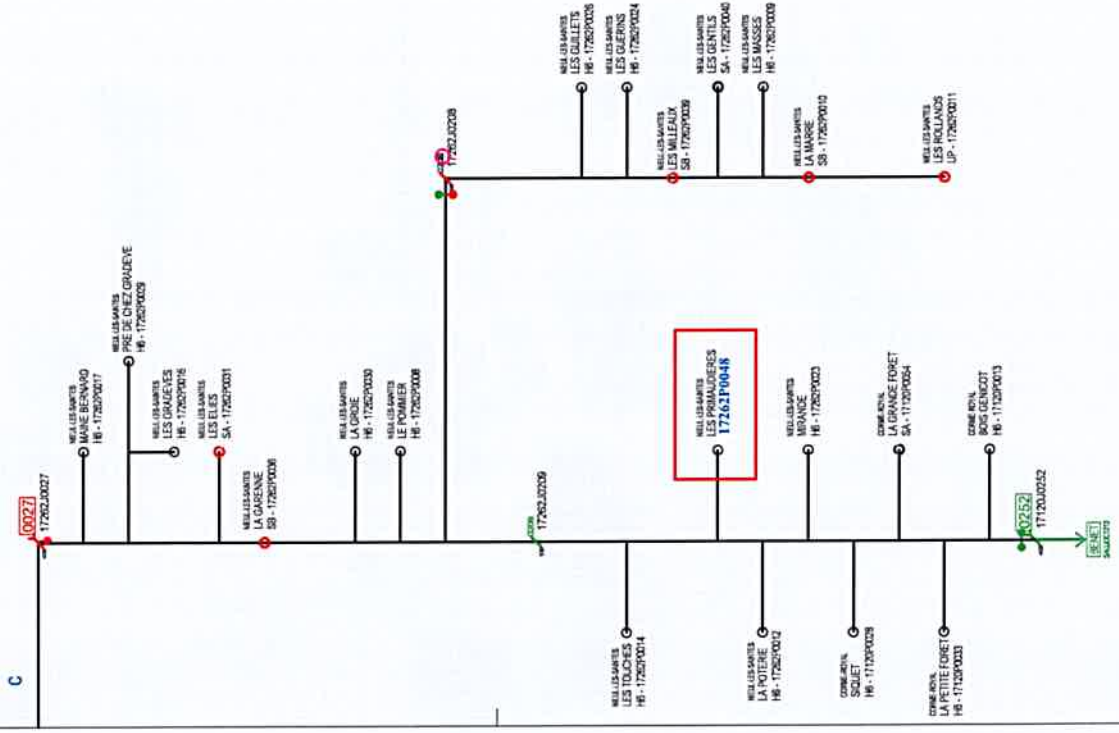 C
J0027
17262J0027
NIEUL-LES-SAINTES
MAINE BERNARD
H6 - 17262P0017
NIEUL-LES-SAINTES
PRE DE CHEZ GRADEVE
H6 - 17262P0029
NIEUL-LES-SAINTES
LES GRADEVES
H6 - 17262P0016
NIEUL-LES-SAINTES
LES ELIES
SA - 17262P0031
NIEUL-LES-SAINTES
LA GARENNE
SB - 17262P0036
NIEUL-LES-SAINTES
LA GROIE
H6 - 17262P0030
NIEUL-LES-SAINTES
LE POMMIER
H6 - 17262P0008
17262J0208
NIEUL-LES-SAINTES
LES GUILLETS
H6 - 17262P0026
NIEUL-LES-SAINTES
LES GUERINS
H6 - 17262P0024
NIEUL-LES-SAINTES
LES MILLEAUX
SB - 17262P0039
NIEUL-LES-SAINTES
LES GENTILS
SA - 17262P0040
NIEUL-LES-SAINTES
LES MASSES
H6 - 17262P0009
NIEUL-LES-SAINTES
LA MARRE
SB - 17262P0010
NIEUL-LES-SAINTES
LES ROLLANDS
UP - 17262P0011
17262J0209
NIEUL-LES-SAINTES
LES TOUCHES
H6 - 17262P0014
NIEUL-LES-SAINTES
LES PRIMAUDIERES
17262P0048
NIEUL-LES-SAINTES
LA POTERIE
H6 - 17262P0012
NIEUL-LES-SAINTES
MIRANDE
H6 - 17262P0023
CORME-ROYAL
SIQUET
H6 - 17120P0028
CORME-ROYAL
LA GRANDE FORET
SA - 17120P0054
CORME-ROYAL
LA PETITE FORET
H6 - 17120P0033
CORME-ROYAL
BOIS GENICOT
H6 - 17120P0013
J0252
17120J0252
BENET